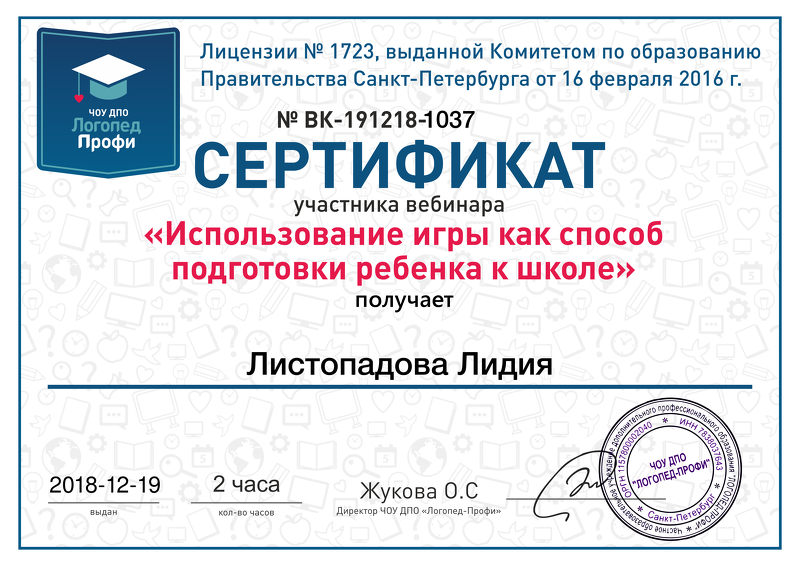 Лицензии № 1723, выданной Комитетом по образованию
Правительства Санкт-Петербурга от 16 февраля 2016 г.
ЧОУ ДПО
Логопед
Профи
№ ВК-191218-1037
СЕРТИФИКАТ
участника вебинара
«Использование игры как способ
подготовки ребенка к школе»
получает
Листопадова Лидия
2018-12-19
выдан
2 часа
кол-во часов
Жукова О.С
Директор ЧОУ ДПО «Логопед-Профи»
Частное образовательное учреждение дополнительного профессионального образования "ЛОГОПЕД-ПРОФИ"
ОРГН 1157800002040 * ИНН 7839037643
* Санкт-Петербург *
ЧОУ ДПО
"ЛОГОПЕД-ПРОФИ"